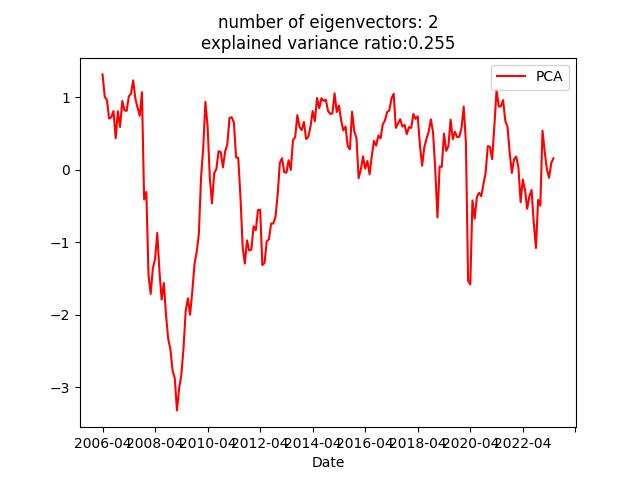 number of eigenvectors: 2
explained variance ratio:0.255
PCA
1
0
−1
−2
−3
2006-04 2008-04 2010-04 2012-04 2014-04 2016-04 2018-04 2020-04 2022-04
Date